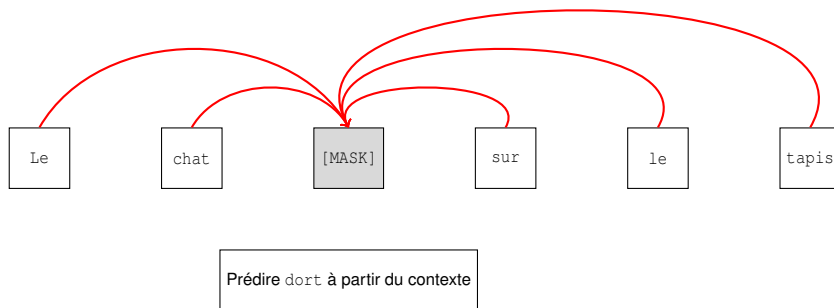 Le chat [MASK] sur le tapis
Prédire dort à partir du contexte